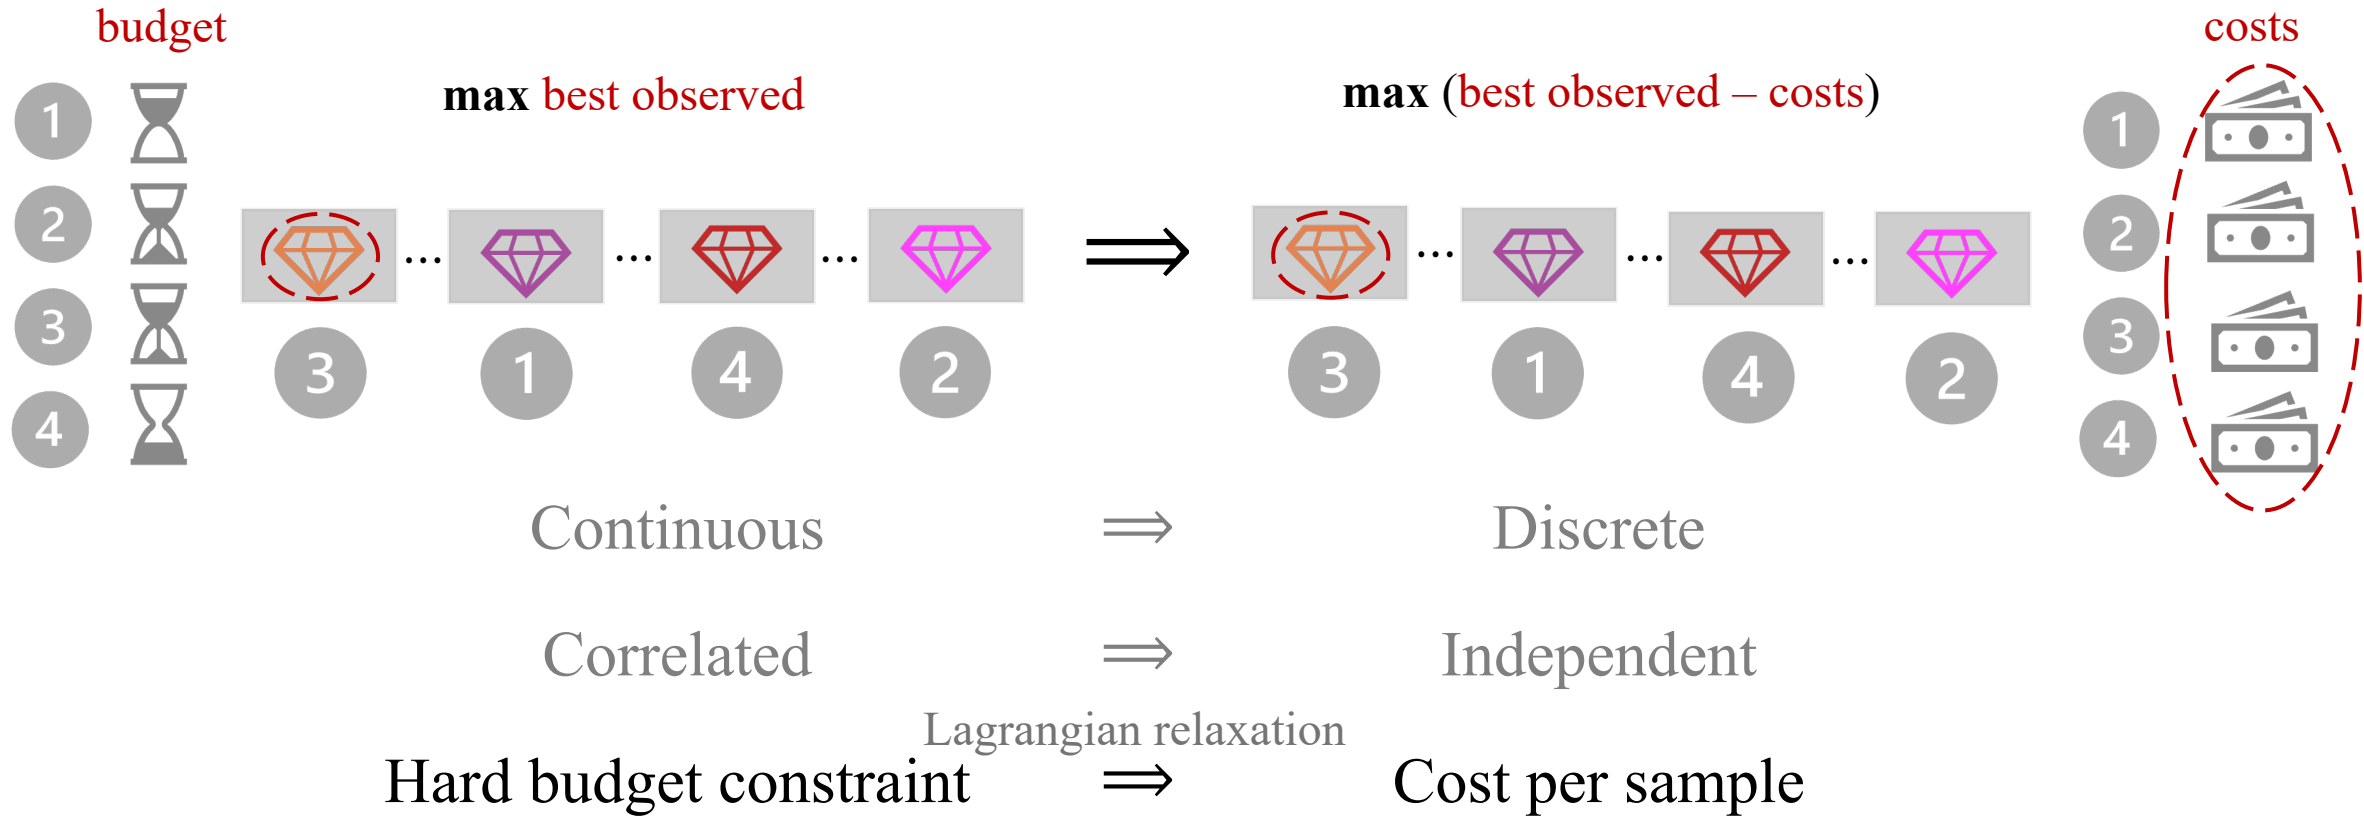 budget
costs
max best observed
max (best observed – costs)
1
2
3
4
... ... ...
3 1 4 2
⟹
... ... ...
3 1 4 2
1
2
3
4
Continuous ⟹ Discrete
Correlated ⟹ Independent
Lagrangian relaxation
Hard budget constraint ⟹ Cost per sample